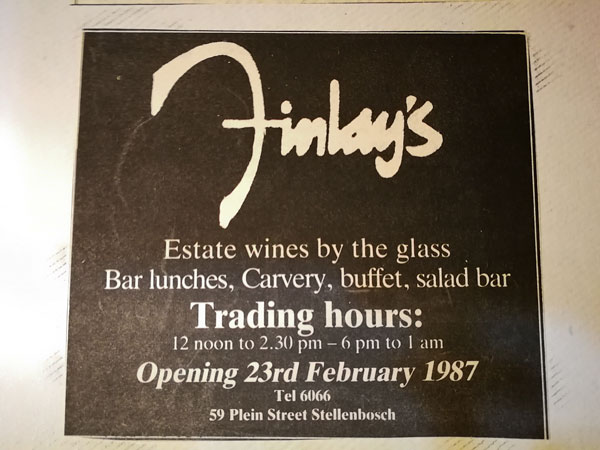 Finlay's
Estate wines by the glass
Bar lunches, Carvery, buffet, salad bar
Trading hours:
12 noon to 2.30 pm – 6 pm to 1 am
Opening 23rd February 1987
Tel 6066
59 Plein Street Stellenbosch